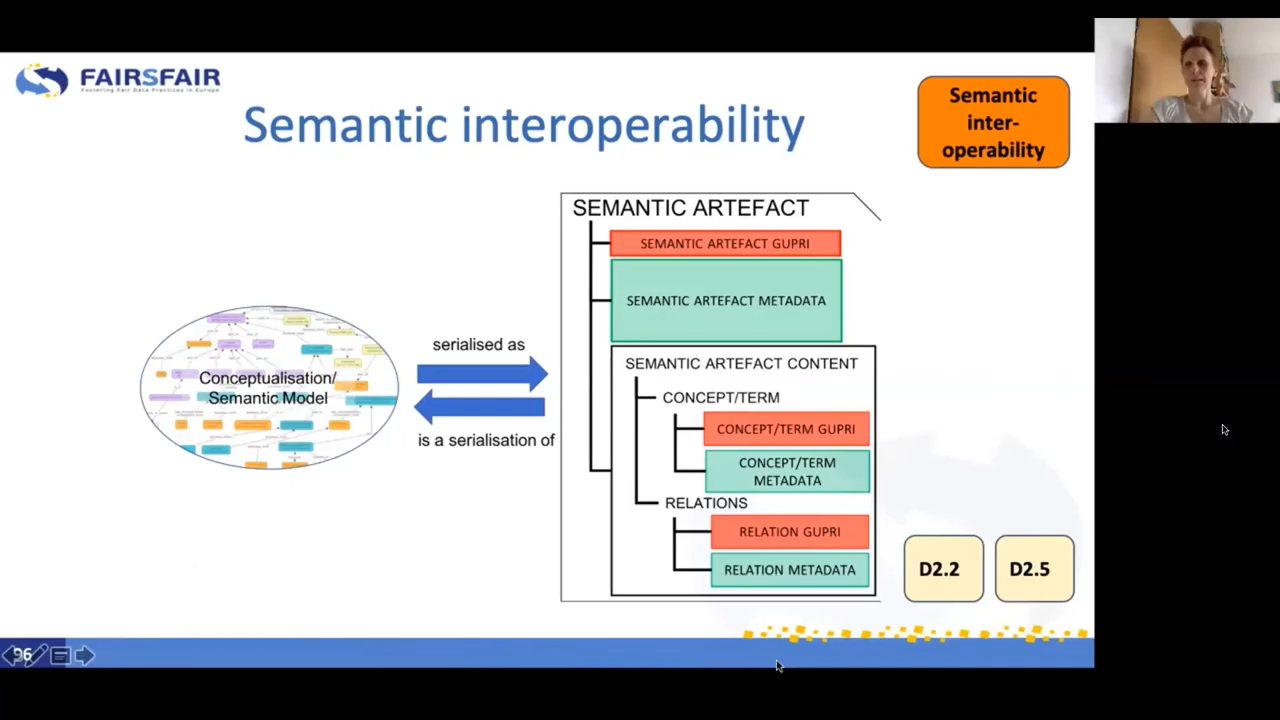 FAIRSFAIR
Fostering Fair Data Practices in Europe
Semantic interoperability
Semantic
inter-
operability
SEMANTIC ARTEFACT
SEMANTIC ARTEFACT GUPRI
SEMANTIC ARTEFACT METADATA
SEMANTIC ARTEFACT CONTENT
CONCEPT/TERM
CONCEPT/TERM GUPRI
CONCEPT/TERM
METADATA
RELATIONS
RELATION GUPRI
RELATION METADATA
serialised as
is a serialisation of
Conceptualisation/
Semantic Model
D2.2
D2.5
96